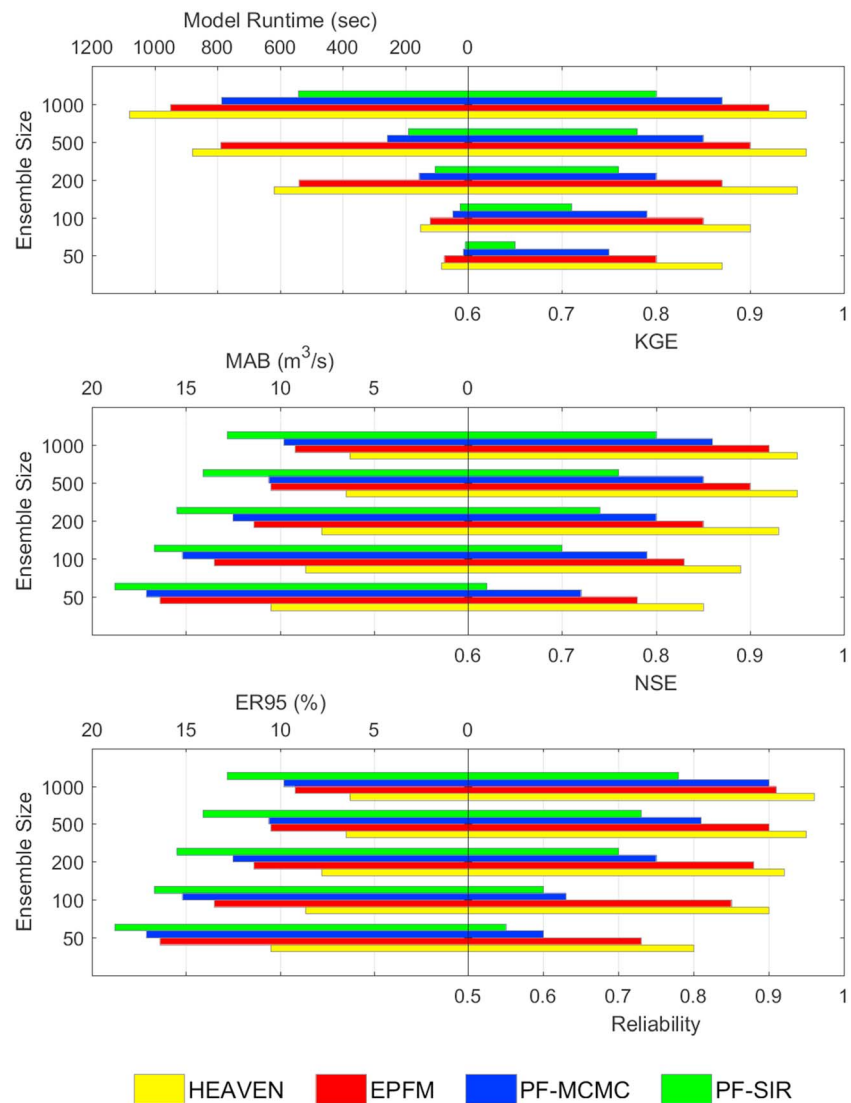 Model Runtime (sec)
1200 1000 800 600 400 200 0
Ensemble Size
1000
500
200
100
50
0.6 0.7 0.8 0.9 1
KGE
MAB (m³/s)
20 15 10 5 0
Ensemble Size
1000
500
200
100
50
0.6 0.7 0.8 0.9 1
NSE
ER95 (%)
20 15 10 5 0
Ensemble Size
1000
500
200
100
50
0.5 0.6 0.7 0.8 0.9 1
Reliability
HEAVEN EPFM PF-MCMC PF-SIR